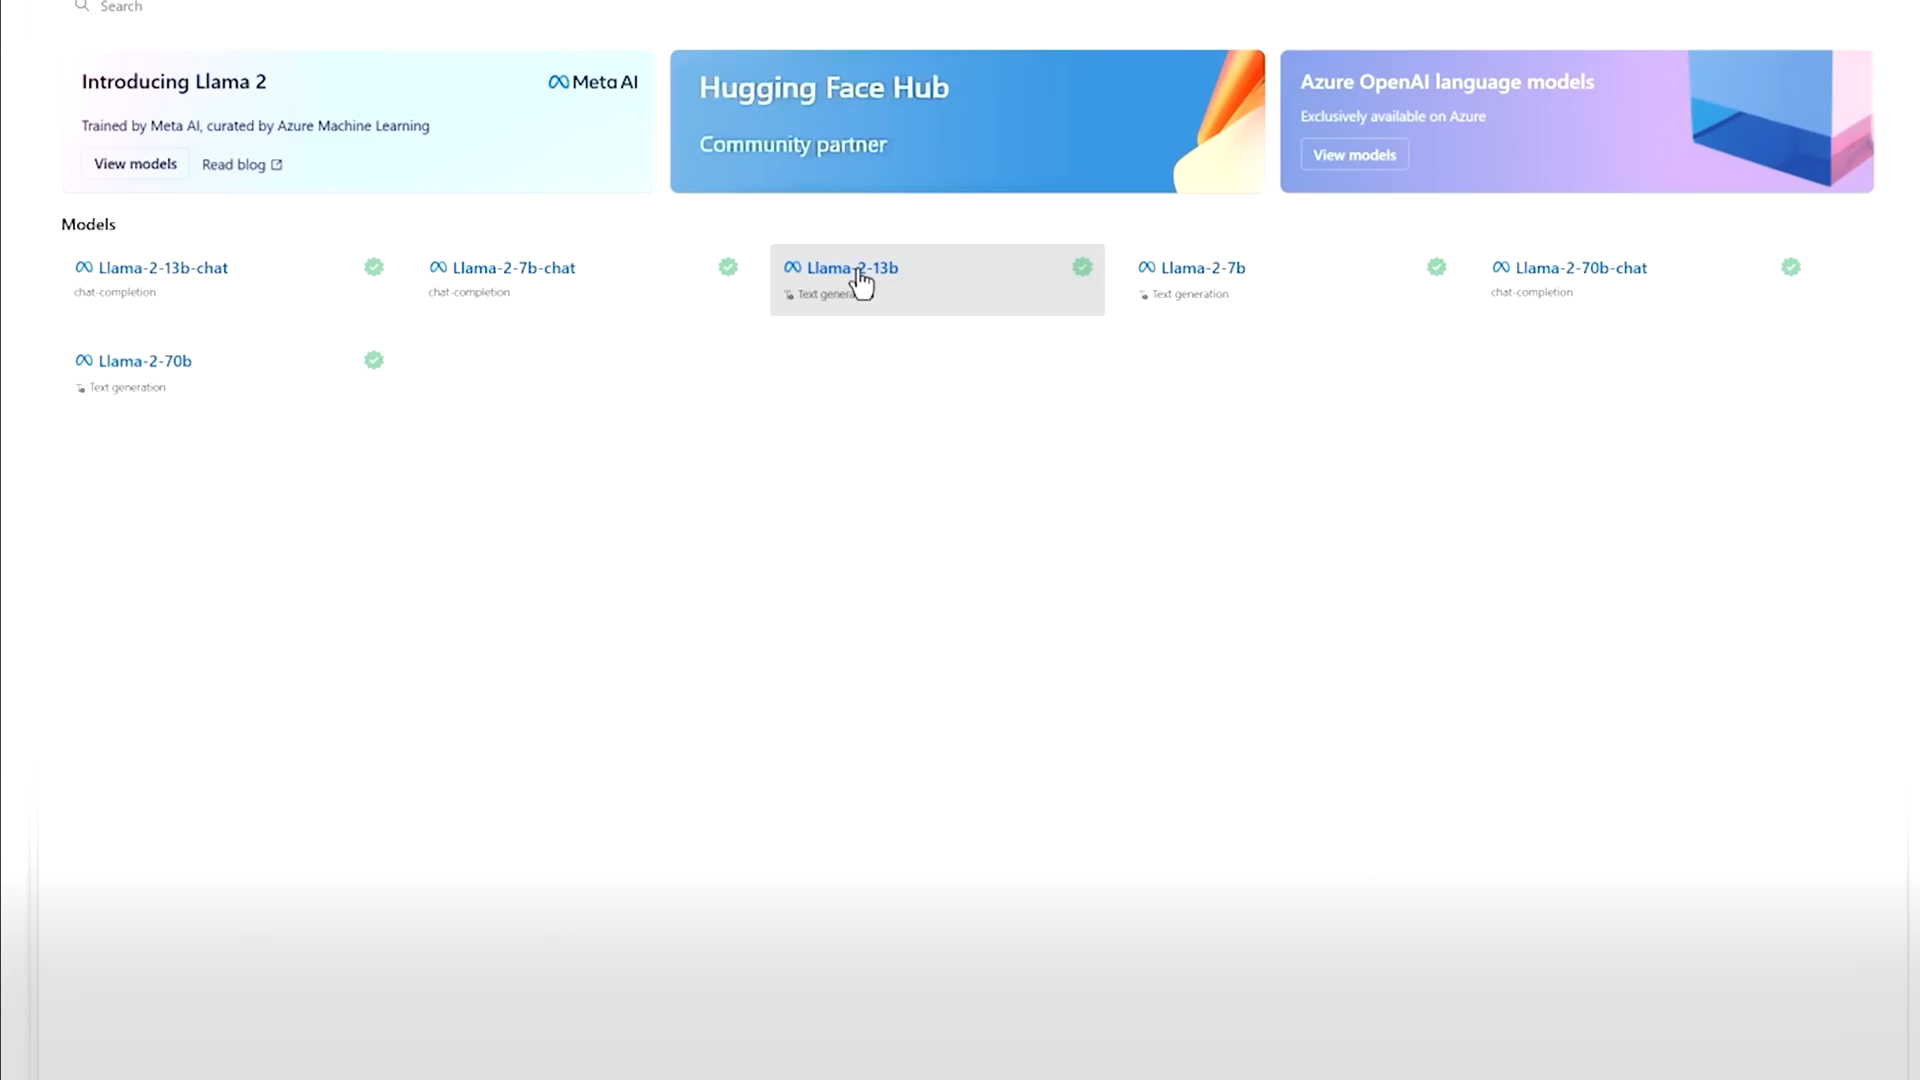 Search
Introducing Llama 2
Meta AI
Trained by Meta AI, curated by Azure Machine Learning
View models
Read blog
Hugging Face Hub
Community partner
Azure OpenAI language models
Exclusively available on Azure
View models
Models
Llama-2-13b-chat
chat-completion
Llama-2-7b-chat
chat-completion
Llama-2-13b
Text genera
Llama-2-7b
Text generation
Llama-2-70b-chat
chat-completion
Llama-2-70b
Text generation